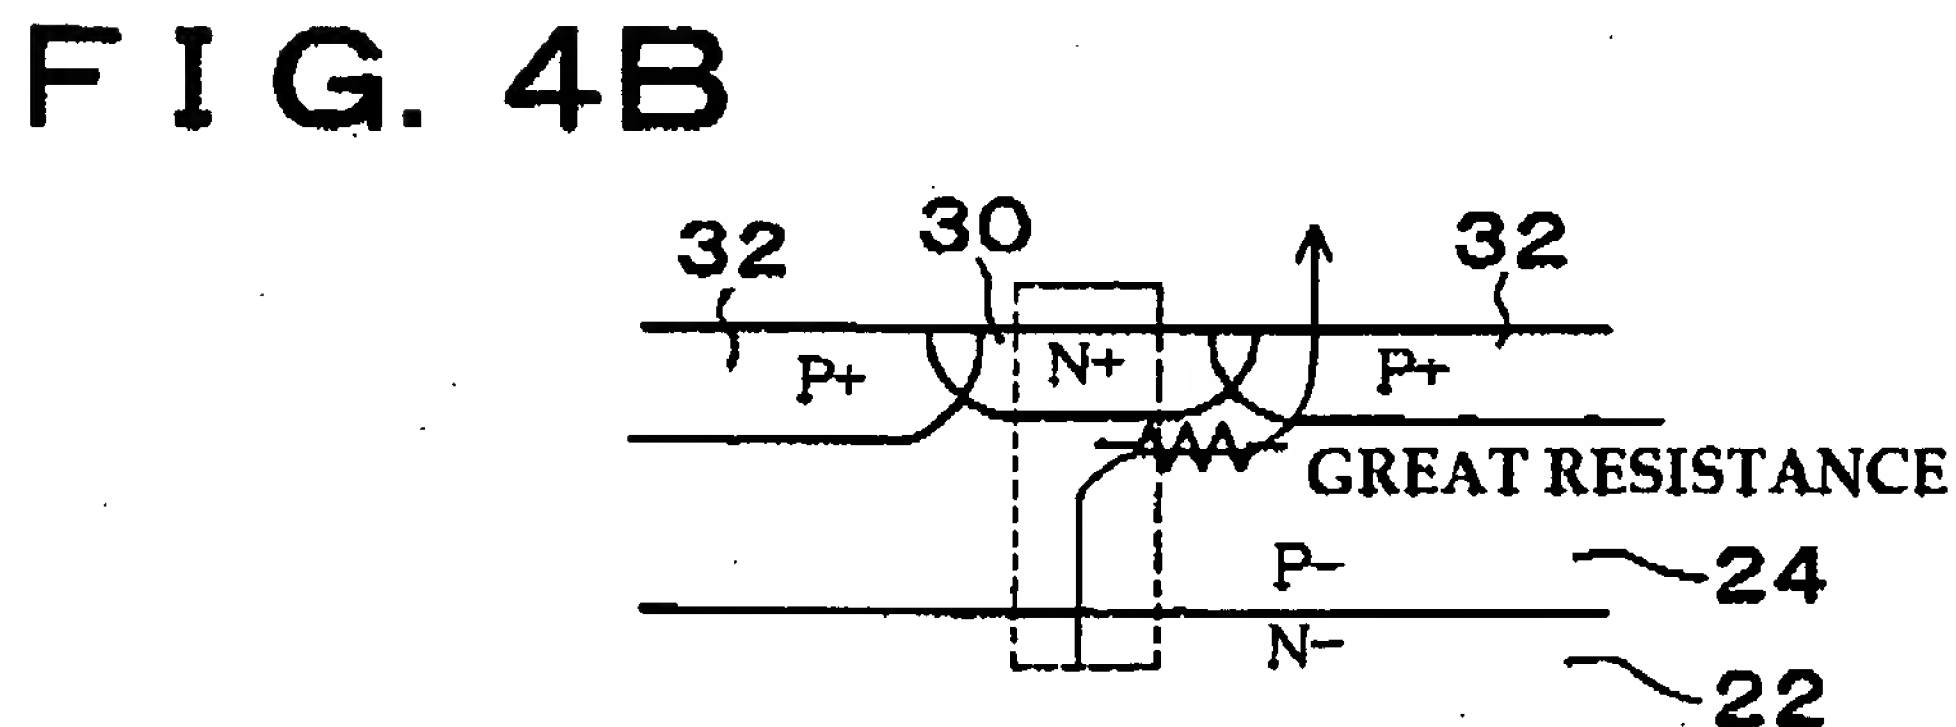 FIG. 4B
32 30 32
P+ N+ P+
GREAT RESISTANCE
P− 24
N− 22